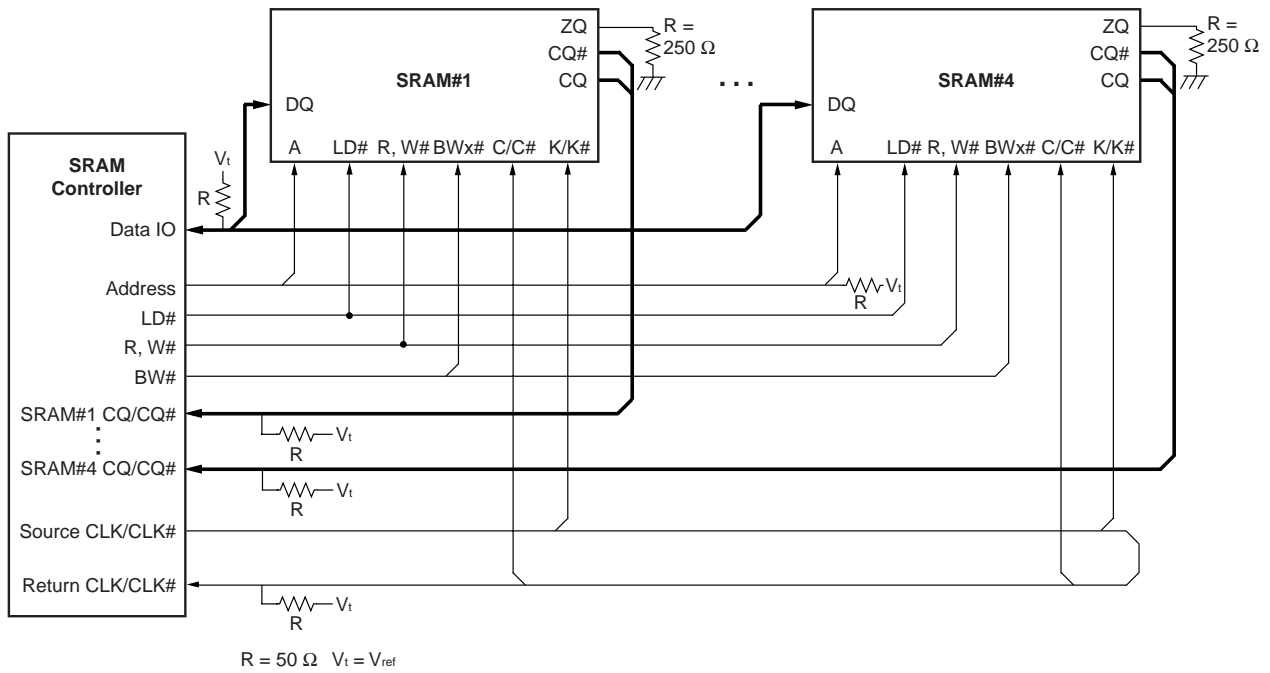 ZQ
R =
250 Ω
CQ#
CQ
SRAM#1
DQ
A LD# R, W# BWx# C/C# K/K#
...
ZQ
R =
250 Ω
CQ#
CQ
SRAM#4
DQ
A LD# R, W# BWx# C/C# K/K#
SRAM
Controller
Vt
R
Data IO
Address
Vt
R
LD#
R, W#
BW#
SRAM#1 CQ/CQ#
Vt
R
SRAM#4 CQ/CQ#
Vt
R
Source CLK/CLK#
Return CLK/CLK#
Vt
R
R = 50 Ω Vt = Vref